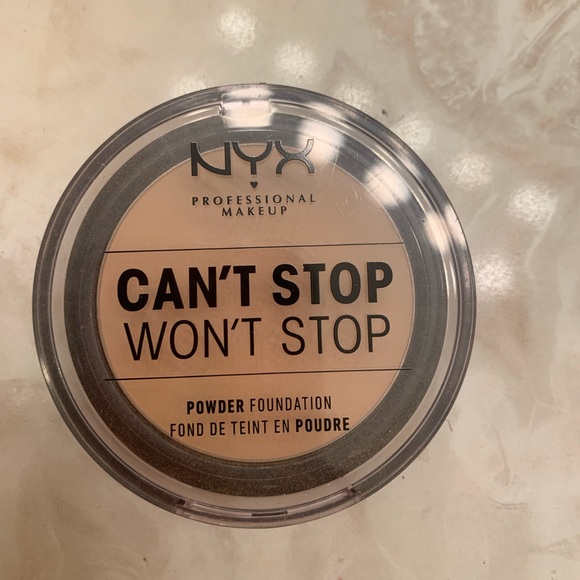 NYX
PROFESSIONAL
MAKEUP
CAN'T STOP
WON'T STOP
POWDER FOUNDATION
FOND DE TEINT EN POUDRE